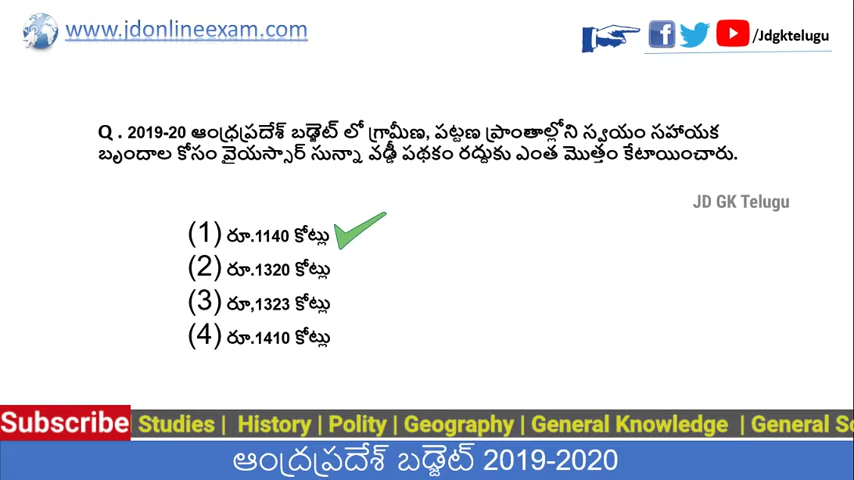 www.jdonlineexam.com
/Jdgktelugu
Q . 2019-20 ఆంధ్రప్రదేశ్ బడ్జెట్ లో గ్రామీణ, పట్టణ ప్రాంతాల్లోని స్వయం సహాయక
బృందాల కోసం వైయస్సార్ సున్నా వడ్డీ పథకం రద్దుకు ఎంత మొత్తం కేటాయించారు.
JD GK Telugu
(1) రూ.1140 కోట్లు
(2) రూ.1320 కోట్లు
(3) రూ,1323 కోట్లు
(4) రూ.1410 కోట్లు
Subscribe Studies | History | Polity | Geography | General Knowledge | General Sc
ఆంధ్రప్రదేశ్ బడ్జెట్ 2019-2020